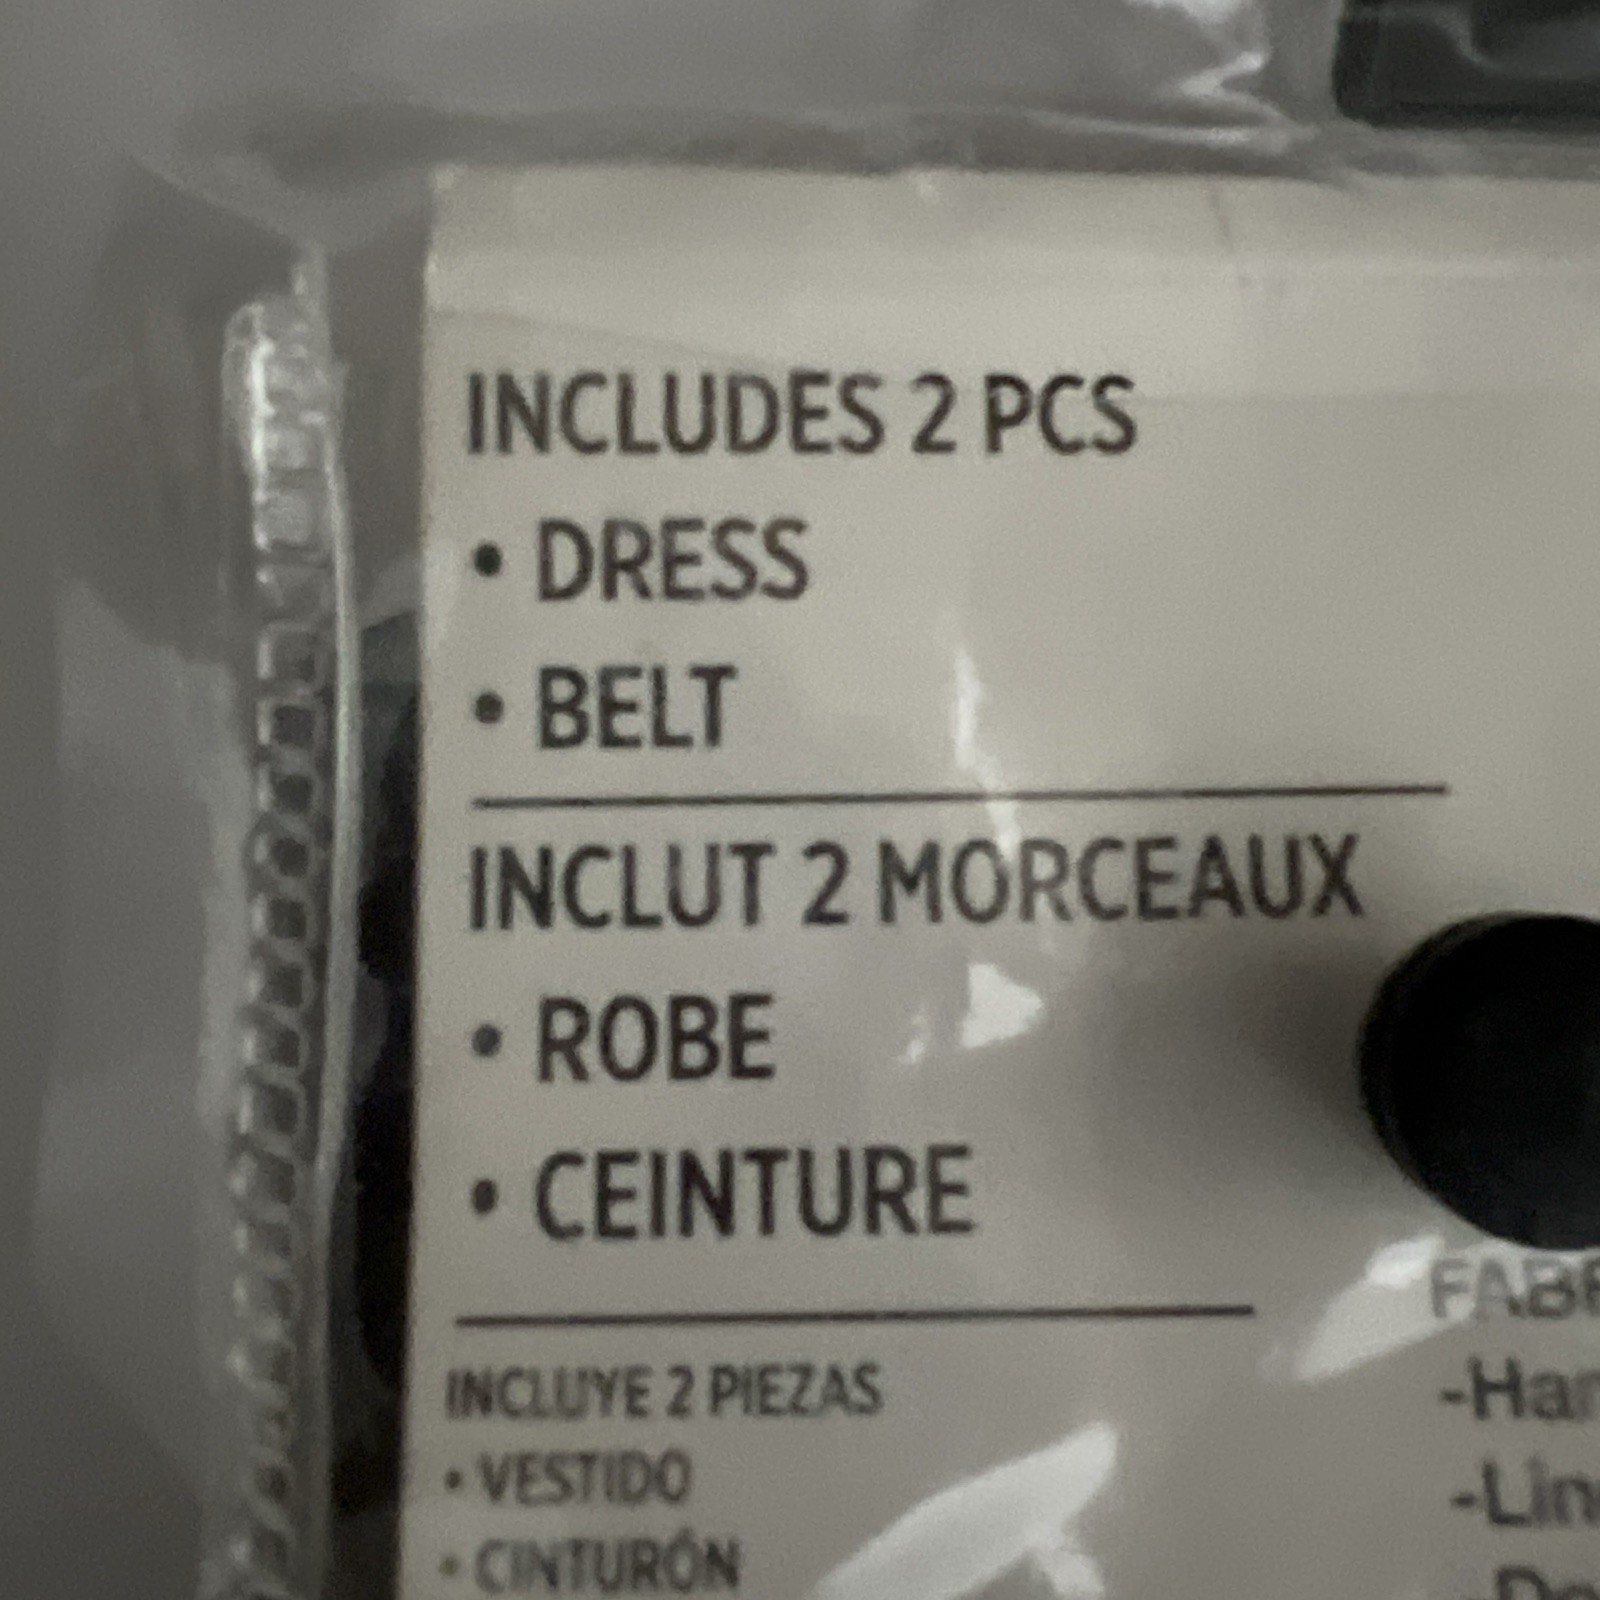 INCLUDES 2 PCS
• DRESS
• BELT
INCLUT 2 MORCEAUX
• ROBE
• CEINTURE
INCLUYE 2 PIEZAS
• VESTIDO
• CINTURÓN